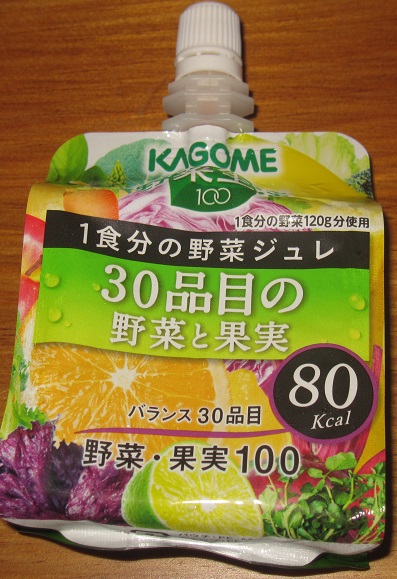 KAGOME
100
1食分の野菜120g分使用
1食分の野菜ジュレ
30品目の
野菜と果実
80
Kcal
バランス30品目
野菜・果実100